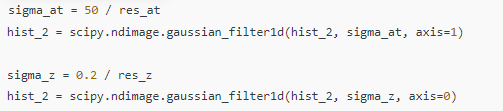 sigma_at = 50 / res_at
hist_2 = scipy.ndimage.gaussian_filter1d(hist_2, sigma_at, axis=1)
sigma_z = 0.2 / res_z
hist_2 = scipy.ndimage.gaussian_filter1d(hist_2, sigma_z, axis=0)